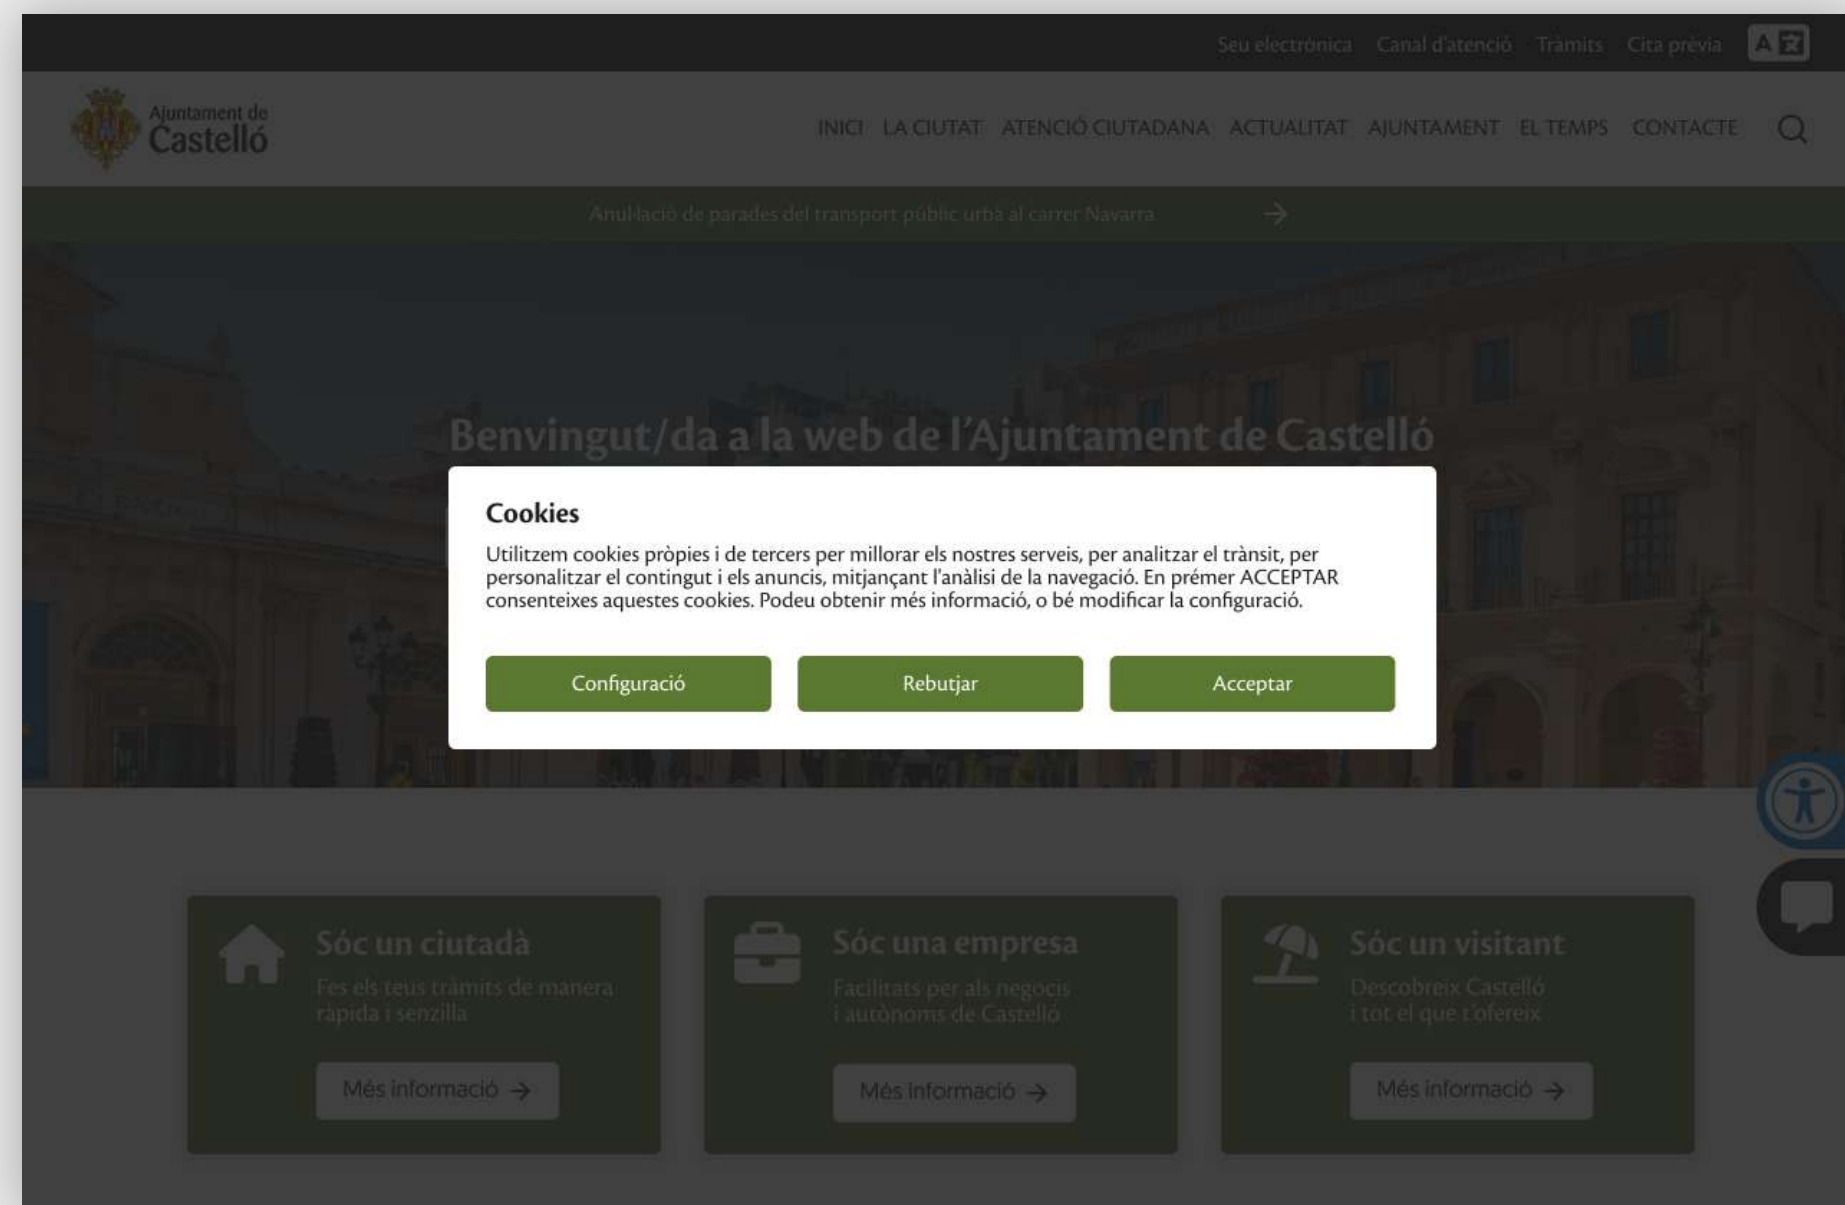 Seu electrònica Canal d'atenció Tràmits Cita prèvia A
Ajuntament de
Castelló
INICI LA CIUTAT ATENCIÓ CIUTADANA ACTUALITAT AJUNTAMENT EL TEMPS CONTACTE
Anul·lació de parades del transport públic urbà al carrer Navarra →
Benvingut/da a la web de l'Ajuntament de Castelló
Cookies
Utilitzem cookies pròpies i de tercers per millorar els nostres serveis, per analitzar el trànsit, per
personalitzar el contingut i els anuncis, mitjançant l'anàlisi de la navegació. En prémer ACCEPTAR
consenteixes aquestes cookies. Podeu obtenir més informació, o bé modificar la configuració.
Configuració Rebutjar Acceptar
Sóc un ciutadà
Fes els teus tràmits de manera
ràpida i senzilla
Més informació →
Sóc una empresa
Facilitats per als negocis
i autònoms de Castelló
Més informació →
Sóc un visitant
Descobreix Castelló
i tot el que t'ofereix
Més informació →